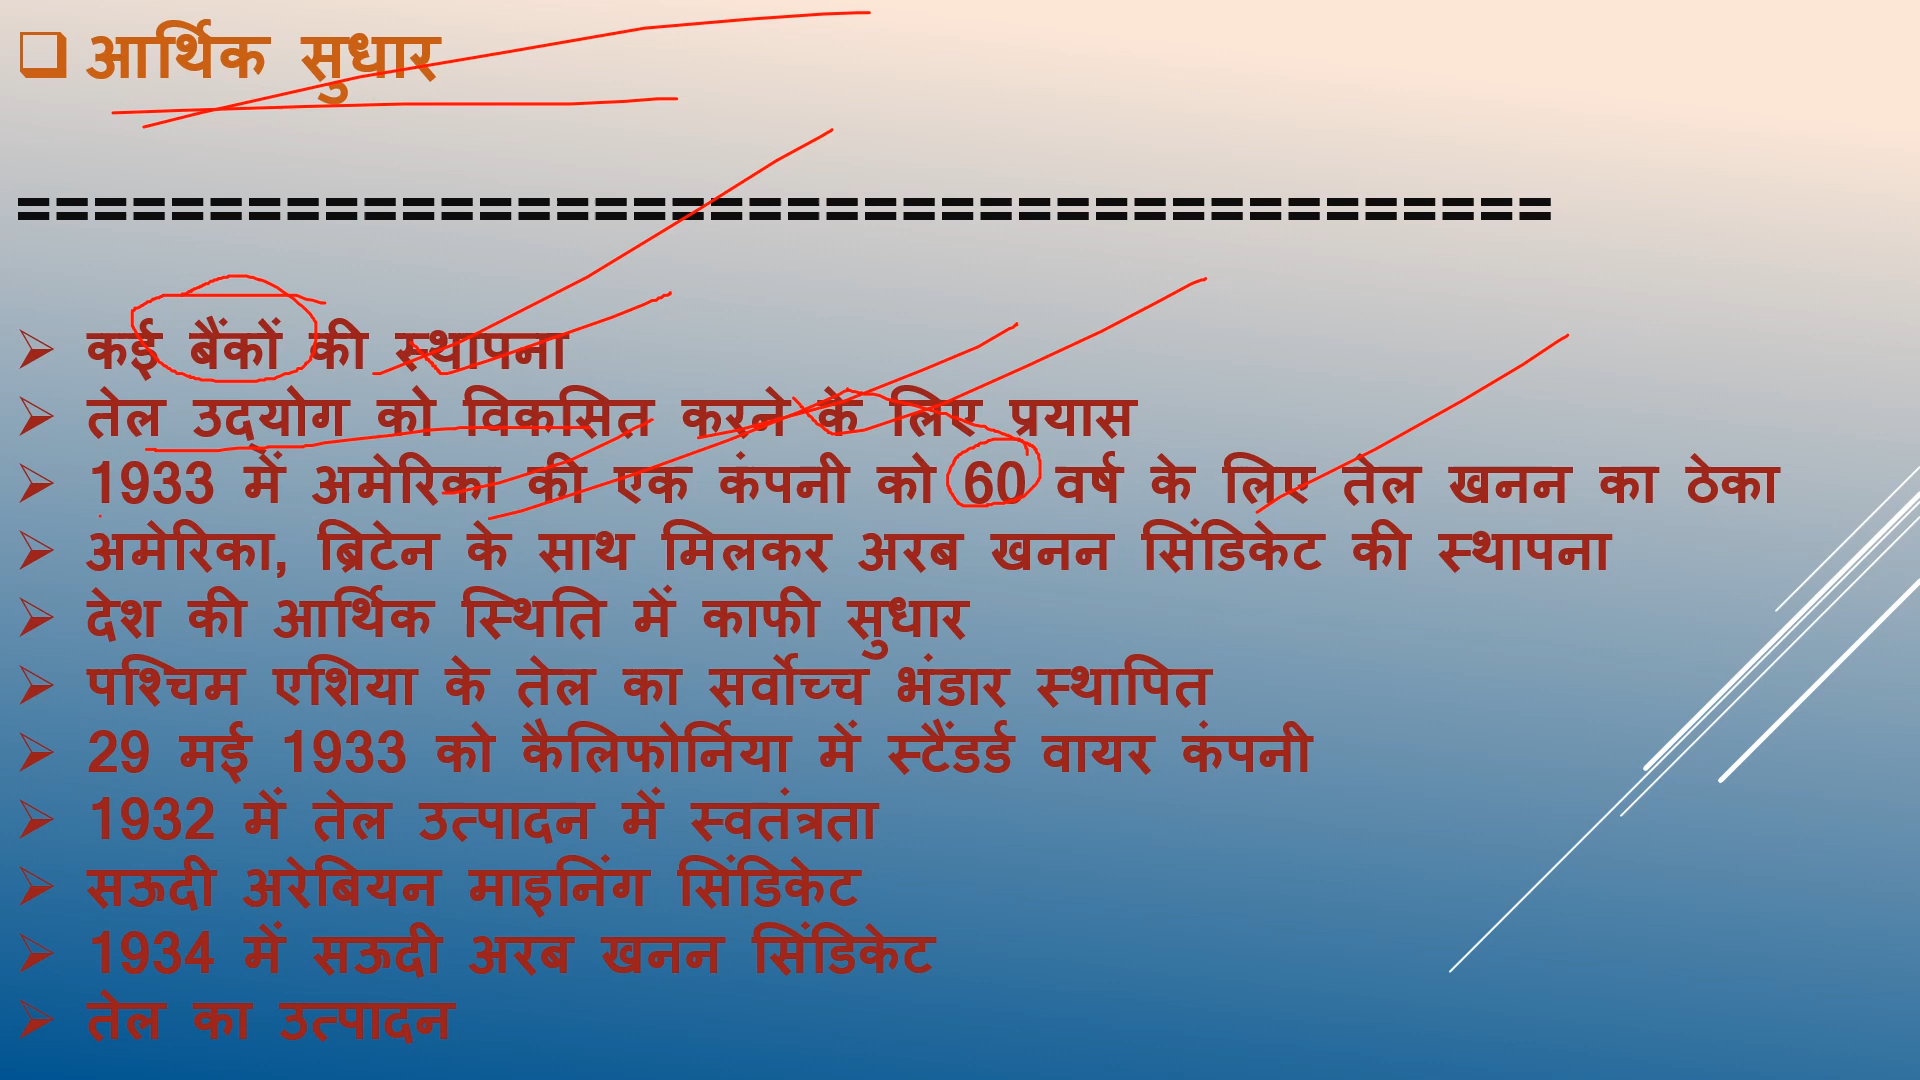 आर्थिक सुधार
========================================
कई बैंकों की स्थापना
तेल उद्योग को विकसित करने के लिए प्रयास
1933 में अमेरिका की एक कंपनी को 60 वर्ष के लिए तेल खनन का ठेका
अमेरिका, ब्रिटेन के साथ मिलकर अरब खनन सिंडिकेट की स्थापना
देश की आर्थिक स्थिति में काफी सुधार
पश्चिम एशिया के तेल का सर्वोच्च भंडार स्थापित
29 मई 1933 को कैलिफोर्निया में स्टैंडर्ड वायर कंपनी
1932 में तेल उत्पादन में स्वतंत्रता
सऊदी अरेबियन माइनिंग सिंडिकेट
1934 में सऊदी अरब खनन सिंडिकेट
तेल का उत्पादन